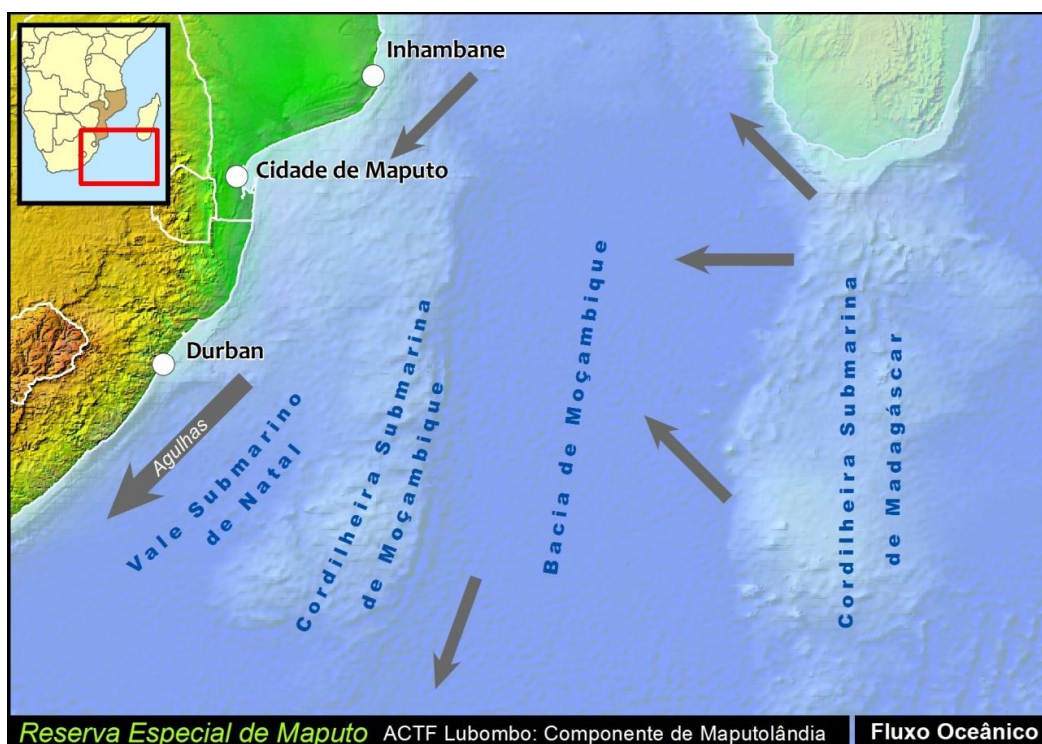 Inhambane
Cidade de Maputo
Durban
Agulhas
Vale Submarino
de Natal
Cordilheira Submarina
de Moçambique
Bacia de Moçambique
Cordilheira Submarina
de Madagáscar
Reserva Especial de Maputo ACTF Lubombo: Componente de Maputolândia Fluxo Oceânico